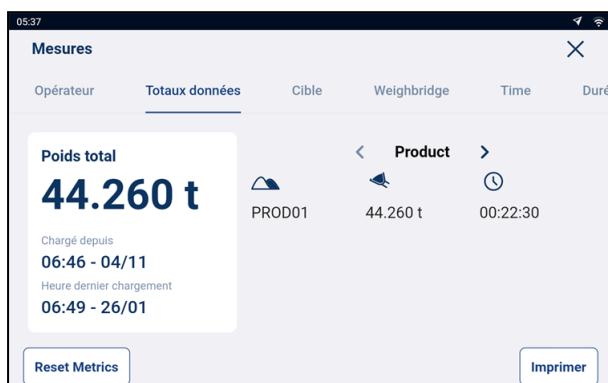 05:37
Mesures
Opérateur Totaux données Cible Weighbridge Time Duré
Poids total
44.260 t
Chargé depuis
06:46 - 04/11
Heure dernier chargement
06:49 - 26/01
Product
PROD01 44.260 t 00:22:30
Reset Metrics
Imprimer